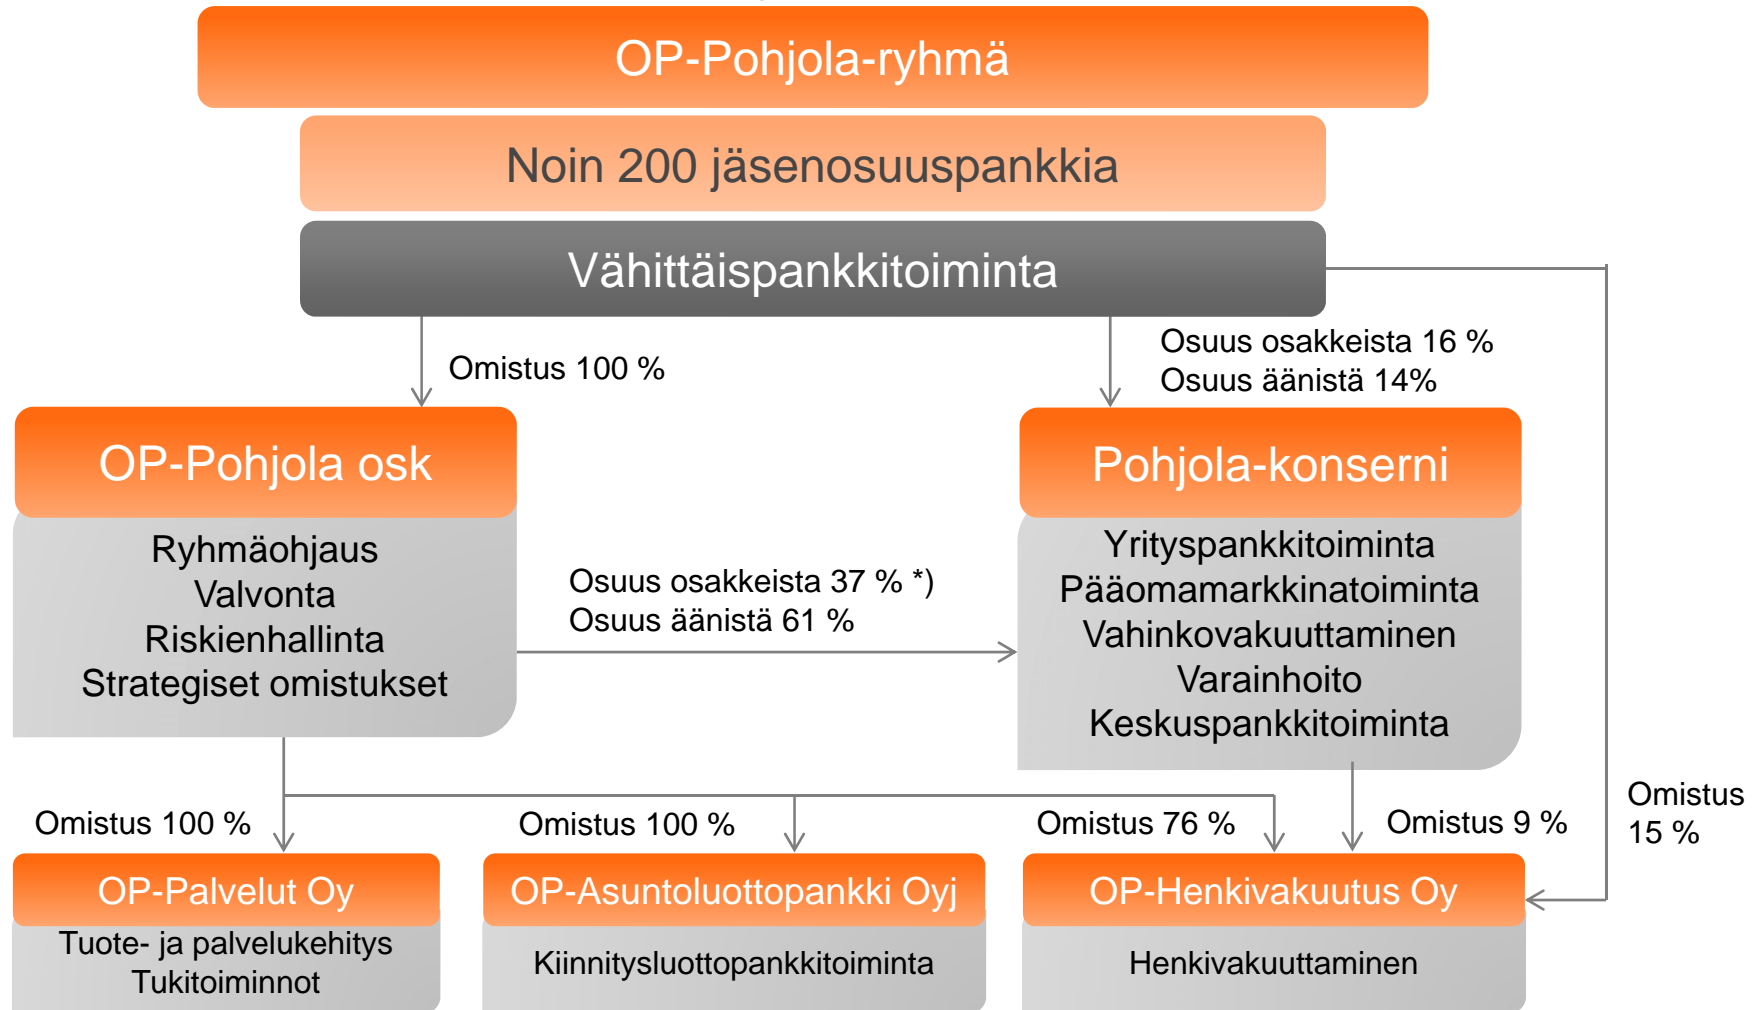 OP-Pohjola-ryhmä
Noin 200 jäsenosuuspankkia
Vähittäispankkitoiminta
Omistus 100 %
Osuus osakkeista 16 %
Osuus äänistä 14%
OP-Pohjola osk
Ryhmäohjaus
Valvonta
Riskienhallinta
Strategiset omistukset
Osuus osakkeista 37 % *)
Osuus äänistä 61 %
Pohjola-konserni
Yrityspankkitoiminta
Pääomamarkkinatoiminta
Vahinkovakuuttaminen
Varainhoito
Keskuspankkitoiminta
Omistus 100 %
Omistus 100 %
Omistus 76 %
Omistus 9 %
Omistus
15 %
OP-Palvelut Oy
Tuote- ja palvelukehitys
Tukitoiminnot
OP-Asuntoluottopankki Oyj
Kiinnitysluottopankkitoiminta
OP-Henkivakuutus Oy
Henkivakuuttaminen